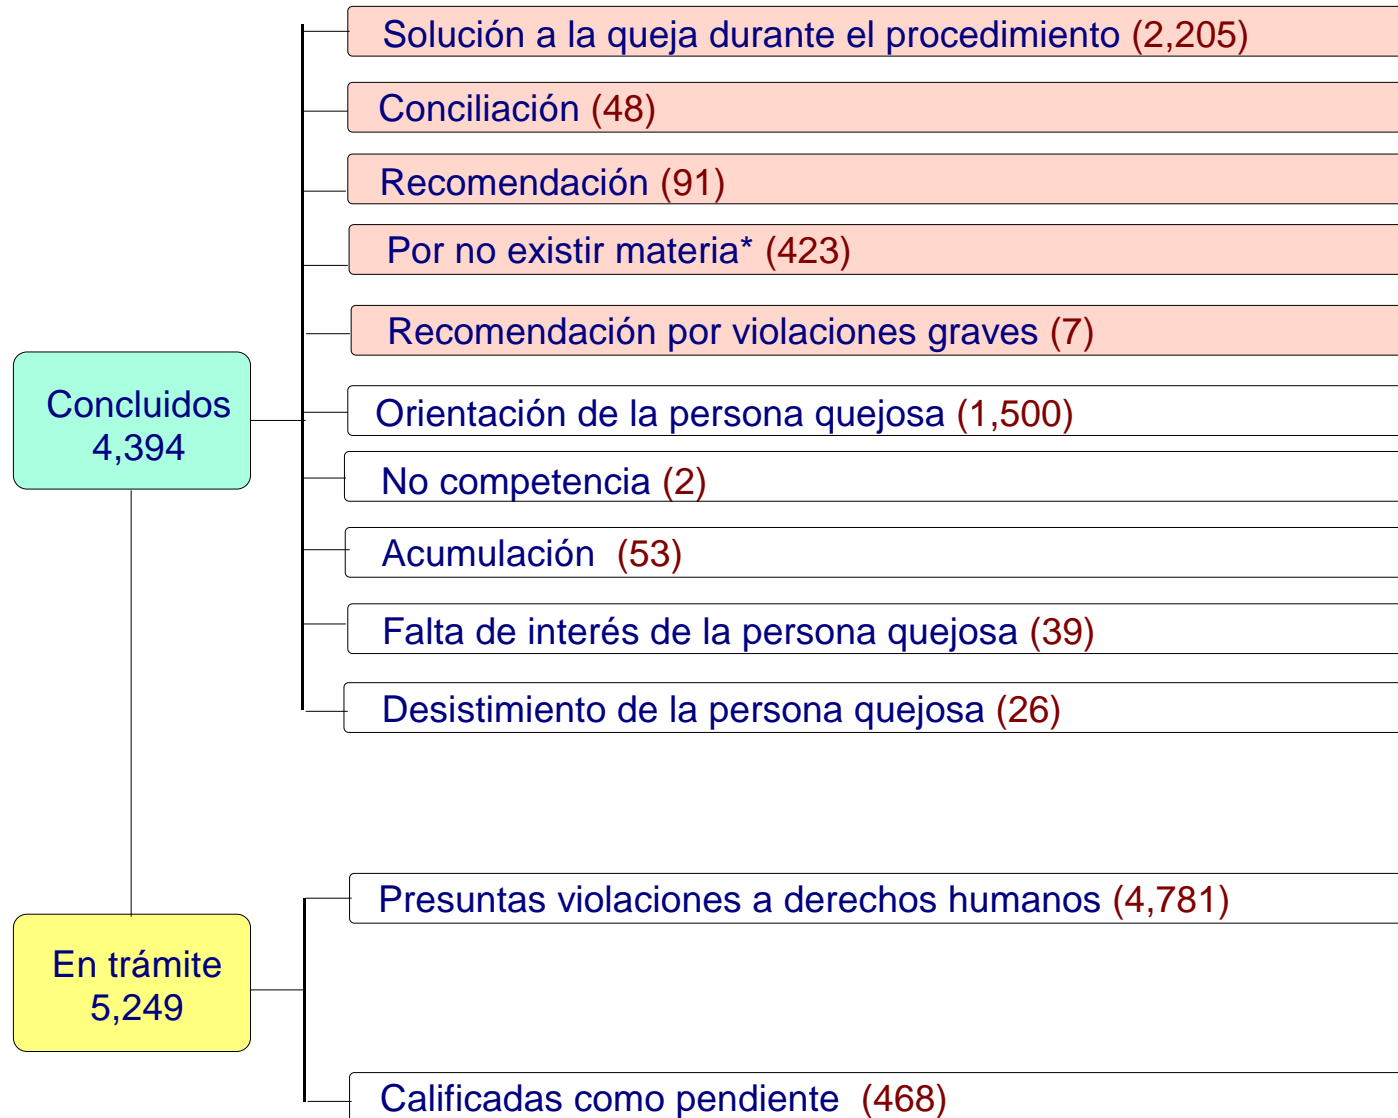 Solución a la queja durante el procedimiento (2,205)
Conciliación (48)
Recomendación (91)
Por no existir materia* (423)
Recomendación por violaciones graves (7)
Concluidos
4,394
Orientación de la persona quejosa (1,500)
No competencia (2)
Acumulación (53)
Falta de interés de la persona quejosa (39)
Desistimiento de la persona quejosa (26)
Presuntas violaciones a derechos humanos (4,781)
En trámite
5,249
Calificadas como pendiente (468)